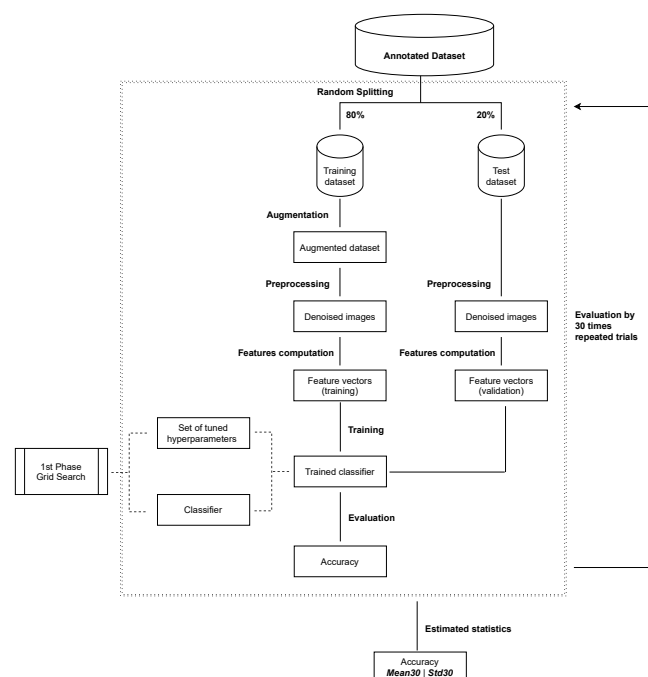 Annotated Dataset
Random Splitting
80%
20%
Training
dataset
Test
dataset
Augmentation
Augmented dataset
Preprocessing
Preprocessing
Denoised images
Denoised images
Evaluation by
30 times
repeated trials
Features computation
Features computation
Feature vectors
(training)
Feature vectors
(validation)
Training
Set of tuned
hyperparameters
1st Phase
Grid Search
Trained classifier
Classifier
Evaluation
Accuracy
Estimated statistics
Accuracy
Mean30 | Std30